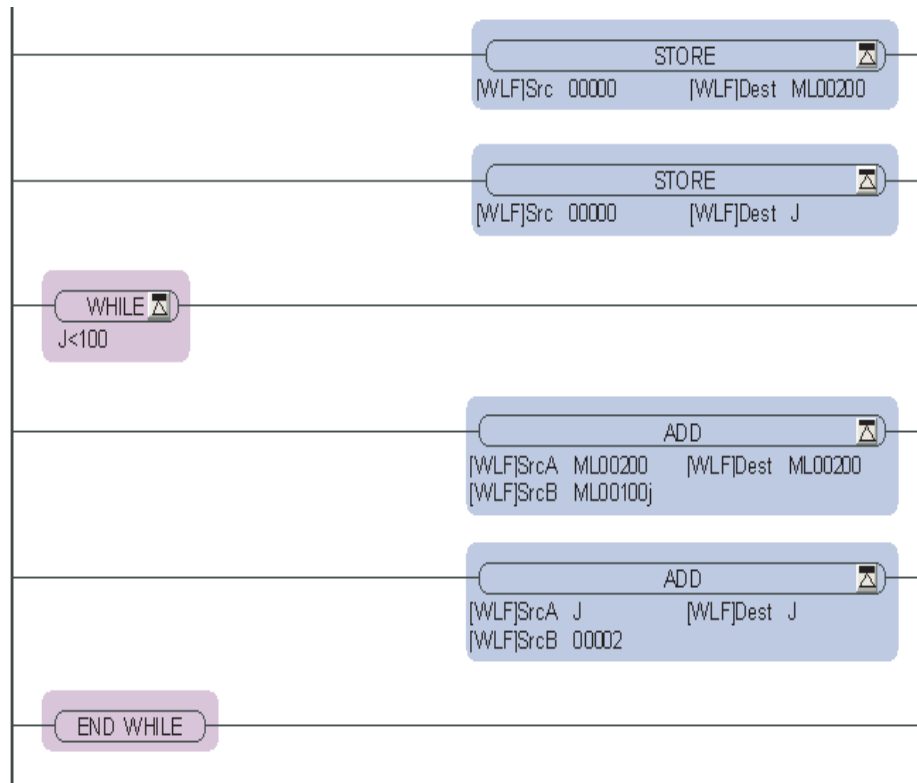 STORE
[WLF]Src 00000 [WLF]Dest ML00200
STORE
[WLF]Src 00000 [WLF]Dest J
WHILE
J<100
ADD
[WLF]SrcA ML00200 [WLF]Dest ML00200
[WLF]SrcB ML00100j
ADD
[WLF]SrcA J [WLF]Dest J
[WLF]SrcB 00002
END WHILE